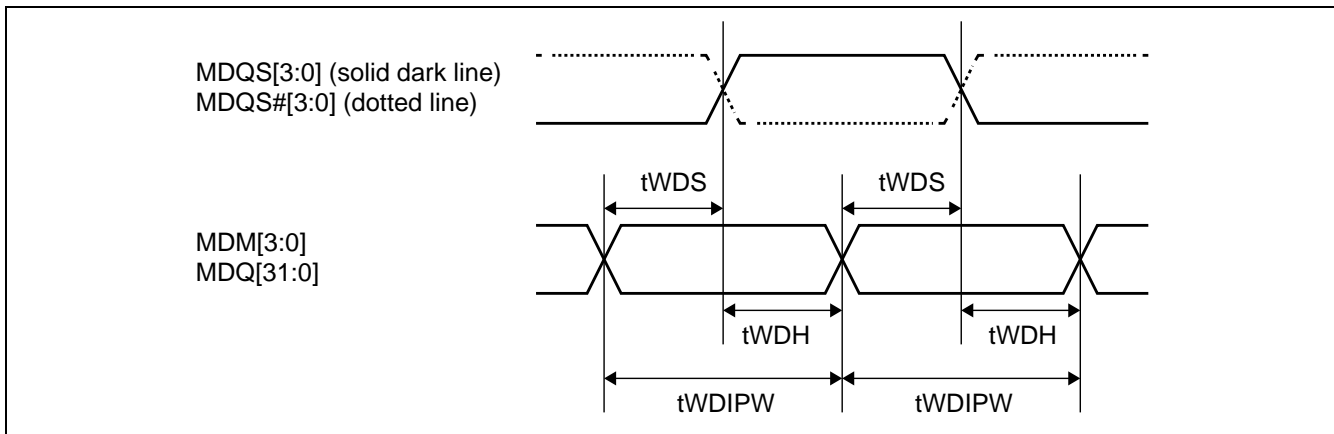 MDQS[3:0] (solid dark line)
MDQS#[3:0] (dotted line)
tWDS
tWDS
MDM[3:0]
MDQ[31:0]
tWDH
tWDH
tWDIPW
tWDIPW